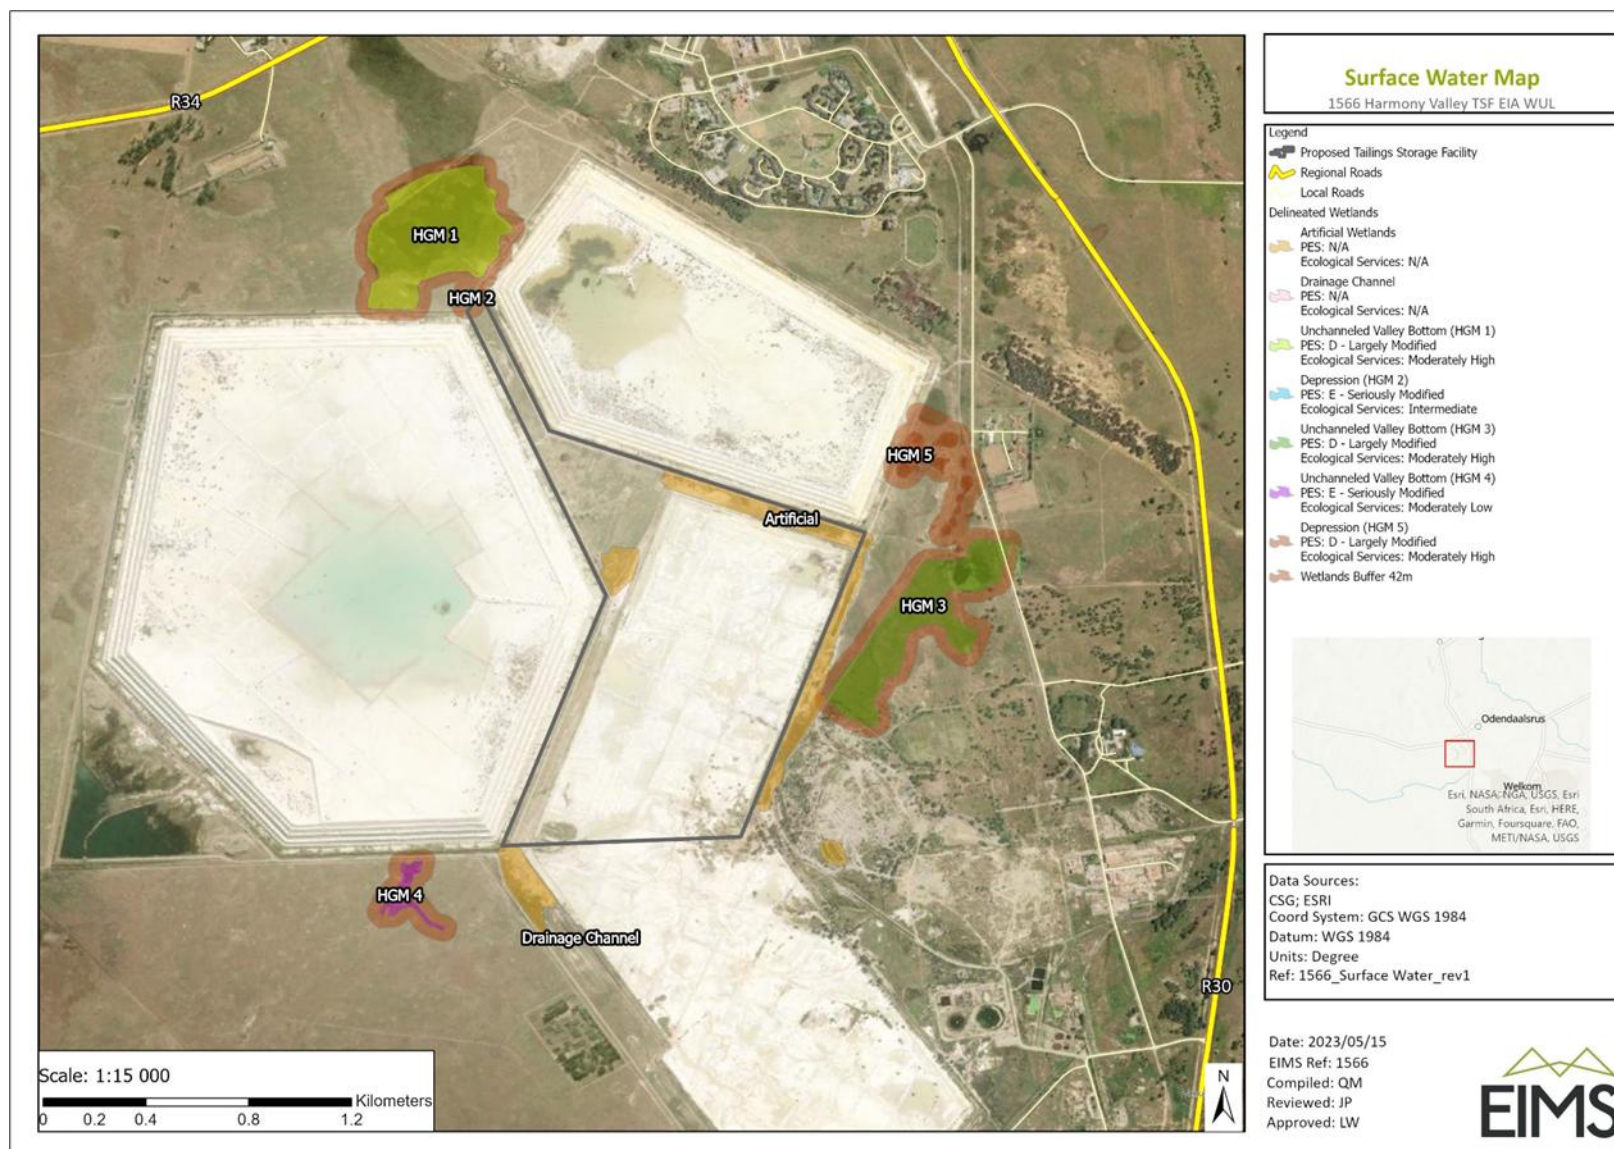 R34
HGM 1
HGM 2
HGM 5
Artificial
HGM 3
HGM 4
Drainage Channel
R30
Scale: 1:15 000
Kilometers
0 0.2 0.4 0.8 1.2
N
Surface Water Map
1566 Harmony Valley TSF EIA WUL
Legend
Proposed Tailings Storage Facility
Regional Roads
Local Roads
Delineated Wetlands
Artificial Wetlands
PES: N/A
Ecological Services: N/A
Drainage Channel
PES: N/A
Ecological Services: N/A
Unchanneled Valley Bottom (HGM 1)
PES: D - Largely Modified
Ecological Services: Moderately High
Depression (HGM 2)
PES: E - Seriously Modified
Ecological Services: Intermediate
Unchanneled Valley Bottom (HGM 3)
PES: D - Largely Modified
Ecological Services: Moderately High
Unchanneled Valley Bottom (HGM 4)
PES: E - Seriously Modified
Ecological Services: Moderately Low
Depression (HGM 5)
PES: D - Largely Modified
Ecological Services: Moderately High
Wetlands Buffer 42m
Odendaalsrus
Welkom
Esri, NASA, NGA, USGS, Esri
South Africa, Esri, HERE,
Garmin, Foursquare, FAO,
METI/NASA, USGS
Data Sources:
CSG; ESRI
Coord System: GCS WGS 1984
Datum: WGS 1984
Units: Degree
Ref: 1566_Surface Water_rev1
Date: 2023/05/15
EIMS Ref: 1566
Compiled: QM
Reviewed: JP
Approved: LW
EIMS